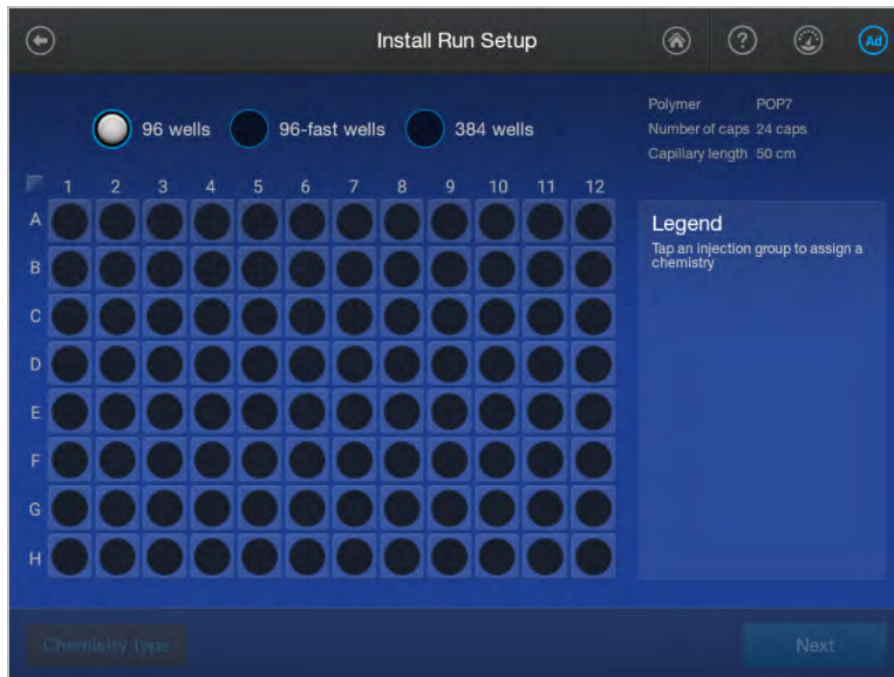 Install Run Setup
?
Ad
96 wells
96-fast wells
384 wells
Polymer POP7
Number of caps 24 caps
Capillary length 50 cm
1 2 3 4 5 6 7 8 9 10 11 12
A
B
C
D
E
F
G
H
Legend
Tap an injection group to assign a
chemistry
Chemistry type
Next